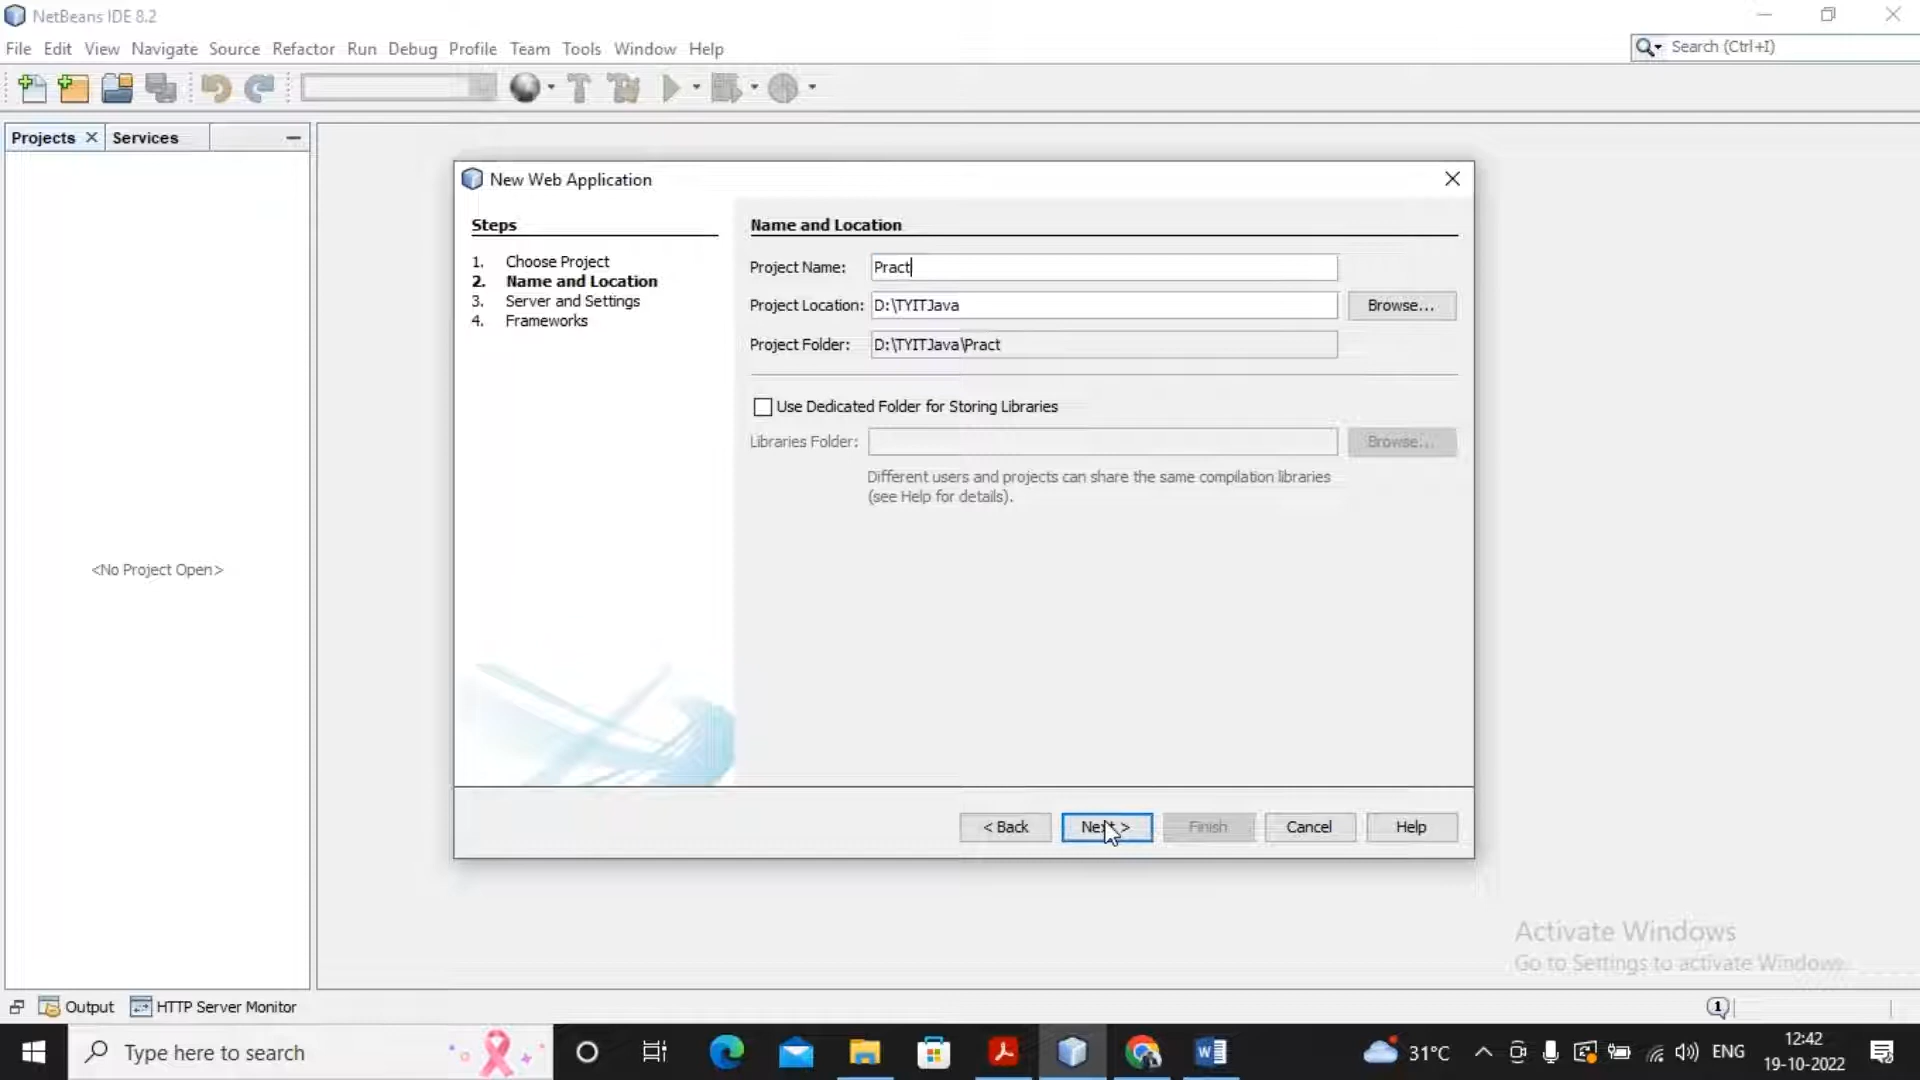 NetBeans IDE 8.2
File Edit View Navigate Source Refactor Run Debug Profile Team Tools Window Help
Search (Ctrl+I)
Projects Services
New Web Application
Steps
1. Choose Project
2. Name and Location
3. Server and Settings
4. Frameworks
Name and Location
Project Name: Pract
Project Location: D:\TYITJava Browse...
Project Folder: D:\TYITJava\Pract
Use Dedicated Folder for Storing Libraries
Libraries Folder: Browse...
Different users and projects can share the same compilation libraries
(see Help for details).
<No Project Open>
< Back Next > Finish Cancel Help
Activate Windows
Go to Settings to activate Windows.
Output HTTP Server Monitor
1
Type here to search
31°C
ENG
12:42
19-10-2022